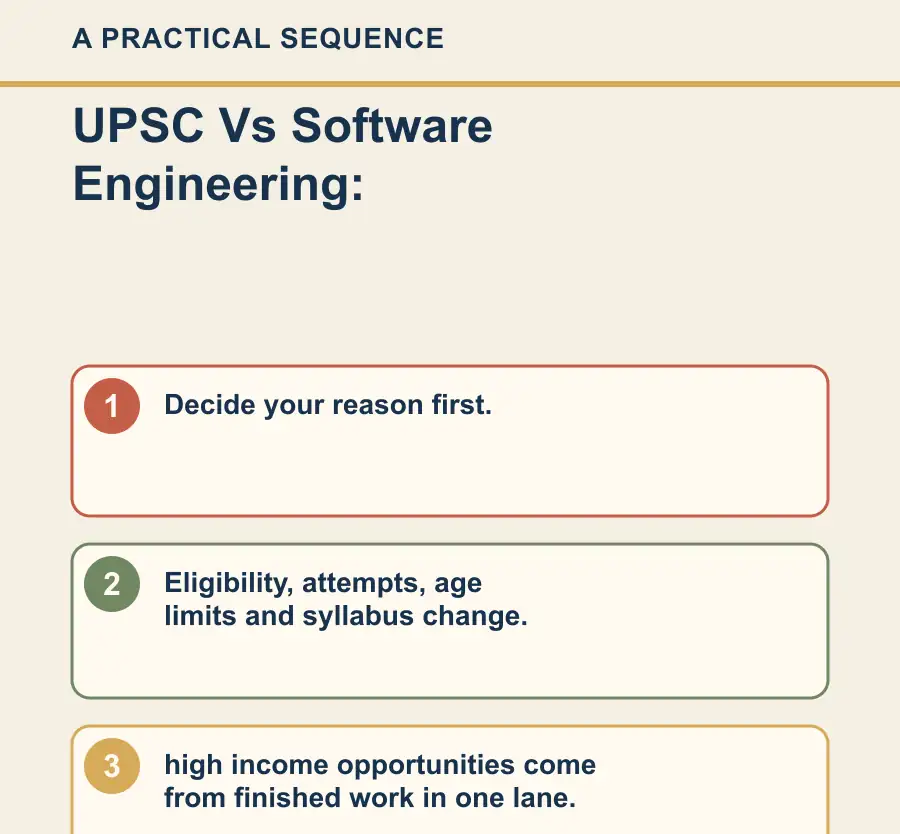 A PRACTICAL SEQUENCE
UPSC Vs Software
Engineering:
1
Decide your reason first.
2
Eligibility, attempts, age
limits and syllabus change.
3
high income opportunities come
from finished work in one lane.